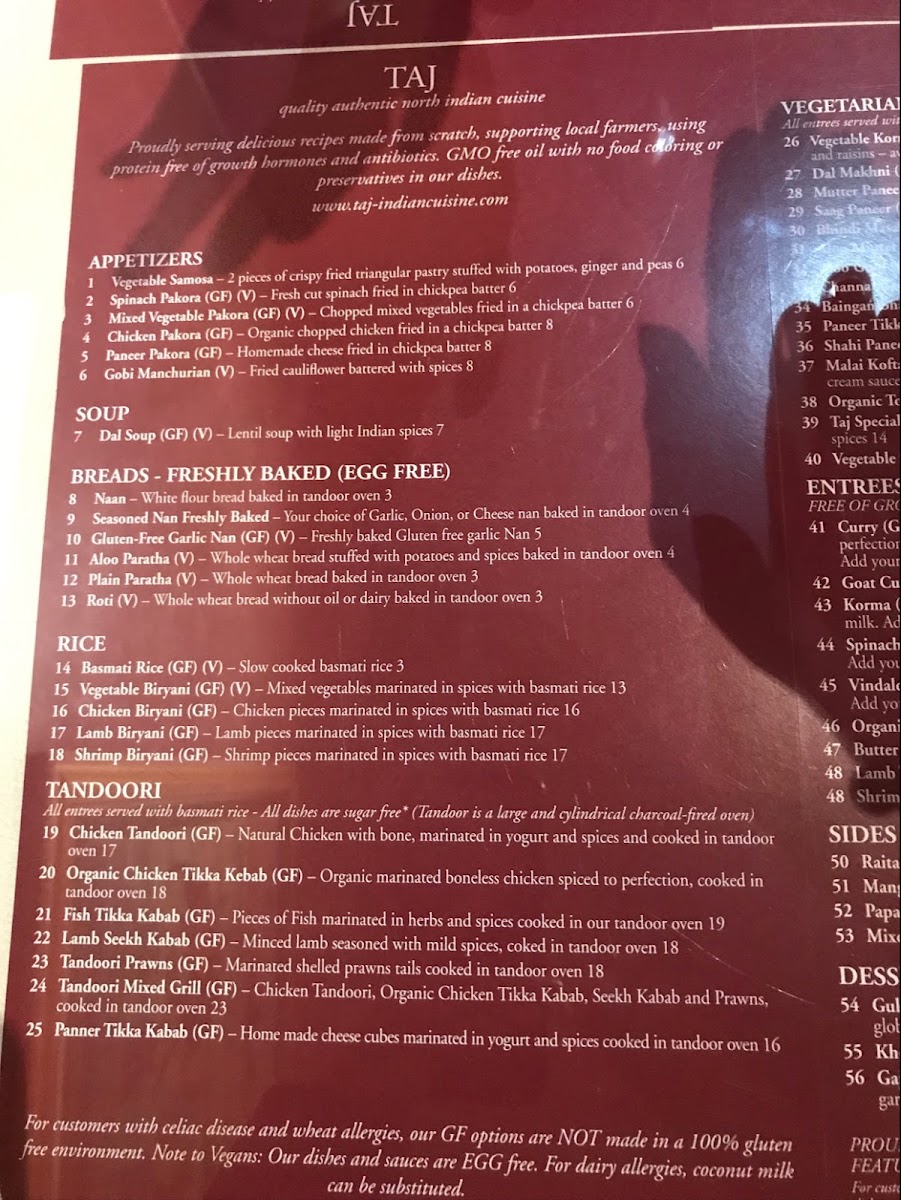 TAJ
TAJ
quality authentic north indian cuisine
Proudly serving delicious recipes made from scratch, supporting local farmers, using
protein free of growth hormones and antibiotics. GMO free oil with no food coloring or
preservatives in our dishes.
www.taj-indiancuisine.com
APPETIZERS
1 Vegetable Samosa – 2 pieces of crispy fried triangular pastry stuffed with potatoes, ginger and peas 6
2 Spinach Pakora (GF) (V) – Fresh cut spinach fried in chickpea batter 6
3 Mixed Vegetable Pakora (GF) (V) – Chopped mixed vegetables fried in a chickpea batter 6
4 Chicken Pakora (GF) – Organic chopped chicken fried in a chickpea batter 8
5 Paneer Pakora (GF) – Homemade cheese fried in chickpea batter 8
6 Gobi Manchurian (V) – Fried cauliflower battered with spices 8
SOUP
7 Dal Soup (GF) (V) – Lentil soup with light Indian spices 7
BREADS - FRESHLY BAKED (EGG FREE)
8 Naan – White flour bread baked in tandoor oven 3
9 Seasoned Nan Freshly Baked – Your choice of Garlic, Onion, or Cheese nan baked in tandoor oven 4
10 Gluten-Free Garlic Nan (GF) (V) – Freshly baked Gluten free garlic Nan 5
11 Aloo Paratha (V) – Whole wheat bread stuffed with potatoes and spices baked in tandoor oven 4
12 Plain Paratha (V) – Whole wheat bread baked in tandoor oven 3
13 Roti (V) – Whole wheat bread without oil or dairy baked in tandoor oven 3
RICE
14 Basmati Rice (GF) (V) – Slow cooked basmati rice 3
15 Vegetable Biryani (GF) (V) – Mixed vegetables marinated in spices with basmati rice 13
16 Chicken Biryani (GF) – Chicken pieces marinated in spices with basmati rice 16
17 Lamb Biryani (GF) – Lamb pieces marinated in spices with basmati rice 17
18 Shrimp Biryani (GF) – Shrimp pieces marinated in spices with basmati rice 17
TANDOORI
All entrees served with basmati rice - All dishes are sugar free* (Tandoor is a large and cylindrical charcoal-fired oven)
19 Chicken Tandoori (GF) – Natural Chicken with bone, marinated in yogurt and spices and cooked in tandoor
oven 17
20 Organic Chicken Tikka Kebab (GF) – Organic marinated boneless chicken spiced to perfection, cooked in
tandoor oven 18
21 Fish Tikka Kabab (GF) – Pieces of Fish marinated in herbs and spices cooked in our tandoor oven 19
22 Lamb Seekh Kabab (GF) – Minced lamb seasoned with mild spices, coked in tandoor oven 18
23 Tandoori Prawns (GF) – Marinated shelled prawns tails cooked in tandoor oven 18
24 Tandoori Mixed Grill (GF) – Chicken Tandoori, Organic Chicken Tikka Kabab, Seekh Kabab and Prawns,
cooked in tandoor oven 23
25 Panner Tikka Kabab (GF) – Home made cheese cubes marinated in yogurt and spices cooked in tandoor oven 16
For customers with celiac disease and wheat allergies, our GF options are NOT made in a 100% gluten
free environment. Note to Vegans: Our dishes and sauces are EGG free. For dairy allergies, coconut milk
can be substituted.
VEGETARIA
All entrees served wit
26 Vegetable Kor
and raisins – a
27 Dal Makhni (
28 Mutter Panee
29 Saag Paneer (
30 Bhindi Masa
31
Channa
34 Baingan
35 Paneer Tikk
36 Shahi Pane
37 Malai Koft
cream sauce
38 Organic To
39 Taj Special
spices 14
40 Vegetable
ENTREES
FREE OF GRO
41 Curry (G
perfection
Add your
42 Goat Cu
43 Korma (
milk. Ad
44 Spinach
Add you
45 Vindal
Add yo
46 Organi
47 Butter
48 Lamb
48 Shrim
SIDES
50 Raita
51 Mang
52 Papa
53 Mix
DESS
54 Gul
glob
55 Kh
56 Ga
gar
PROU
FEATU
For custo